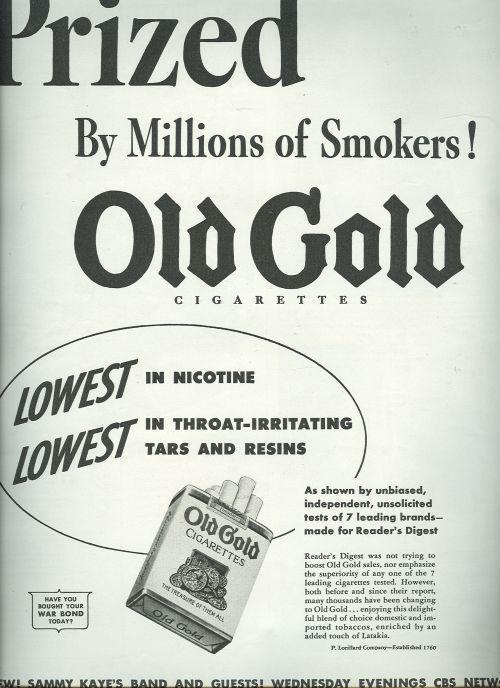 Prized
By Millions of Smokers!
Old Gold
CIGARETTES
LOWEST IN NICOTINE
LOWEST IN THROAT-IRRITATING
TARS AND RESINS
As shown by unbiased,
independent, unsolicited
tests of 7 leading brands—
made for Reader's Digest
Old Gold
CIGARETTES
THE TREASURE OF THEM ALL
Old Gold
Reader's Digest was not trying to
boost Old Gold sales, nor emphasize
the superiority of any one of the 7
leading cigarettes tested. However,
both before and since their report,
many thousands have been changing
to Old Gold... enjoying this delight-
ful blend of choice domestic and im-
ported tobaccos, enriched by an
added touch of Latakia.
P. Lorillard Company—Established 1760
HAVE YOU
BOUGHT YOUR
WAR BOND
TODAY?
EW! SAMMY KAYE'S BAND AND GUESTS! WEDNESDAY EVENINGS CBS NETW